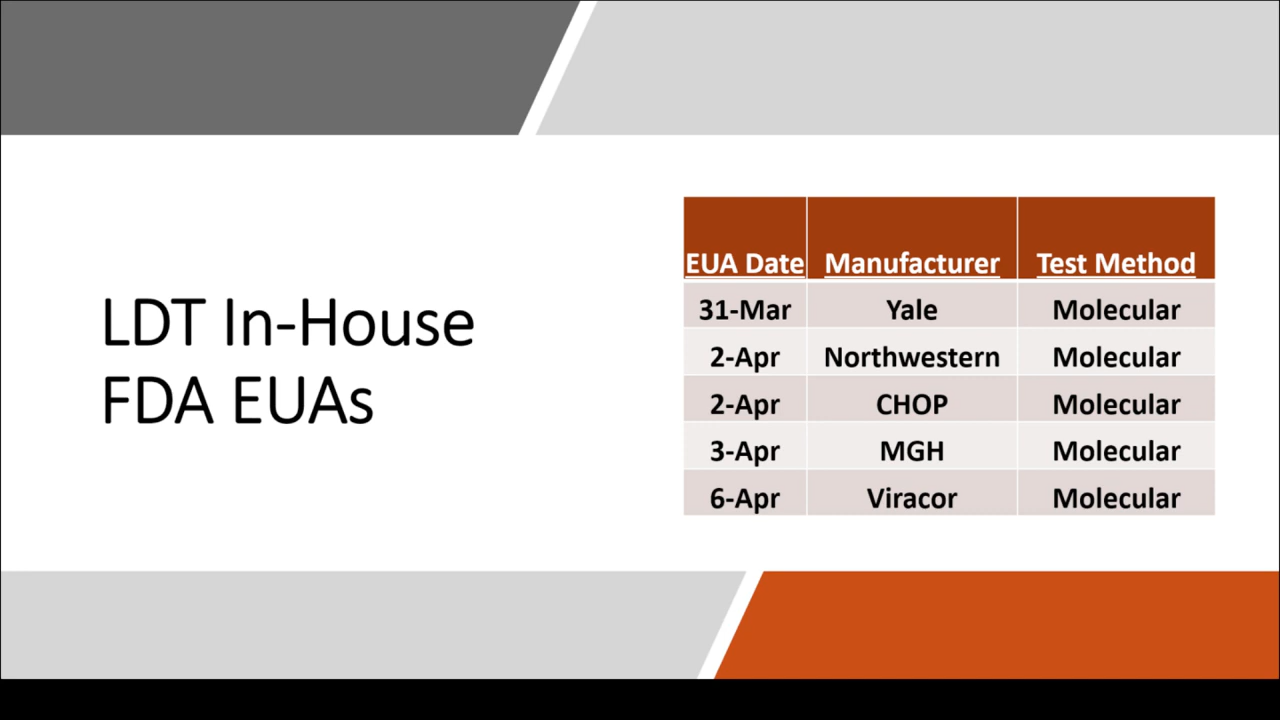 LDT In-House
FDA EUAs
EUA Date Manufacturer Test Method
31-Mar Yale Molecular
2-Apr Northwestern Molecular
2-Apr CHOP Molecular
3-Apr MGH Molecular
6-Apr Viracor Molecular